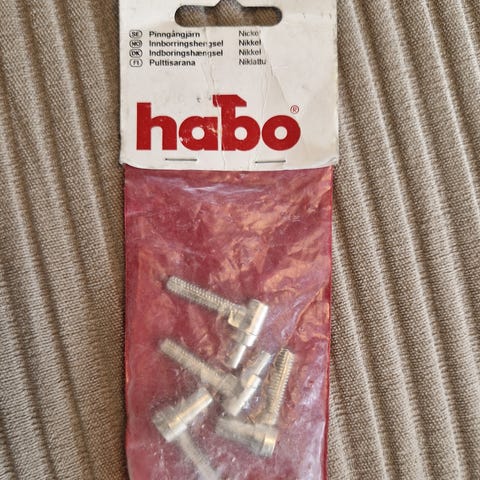 SE Pinngångjärn Nickel
NO Innborringshengsel Nikkel
DK Indboringshængsel Nikkel
FI Pulttisarana Niklattu
habo®